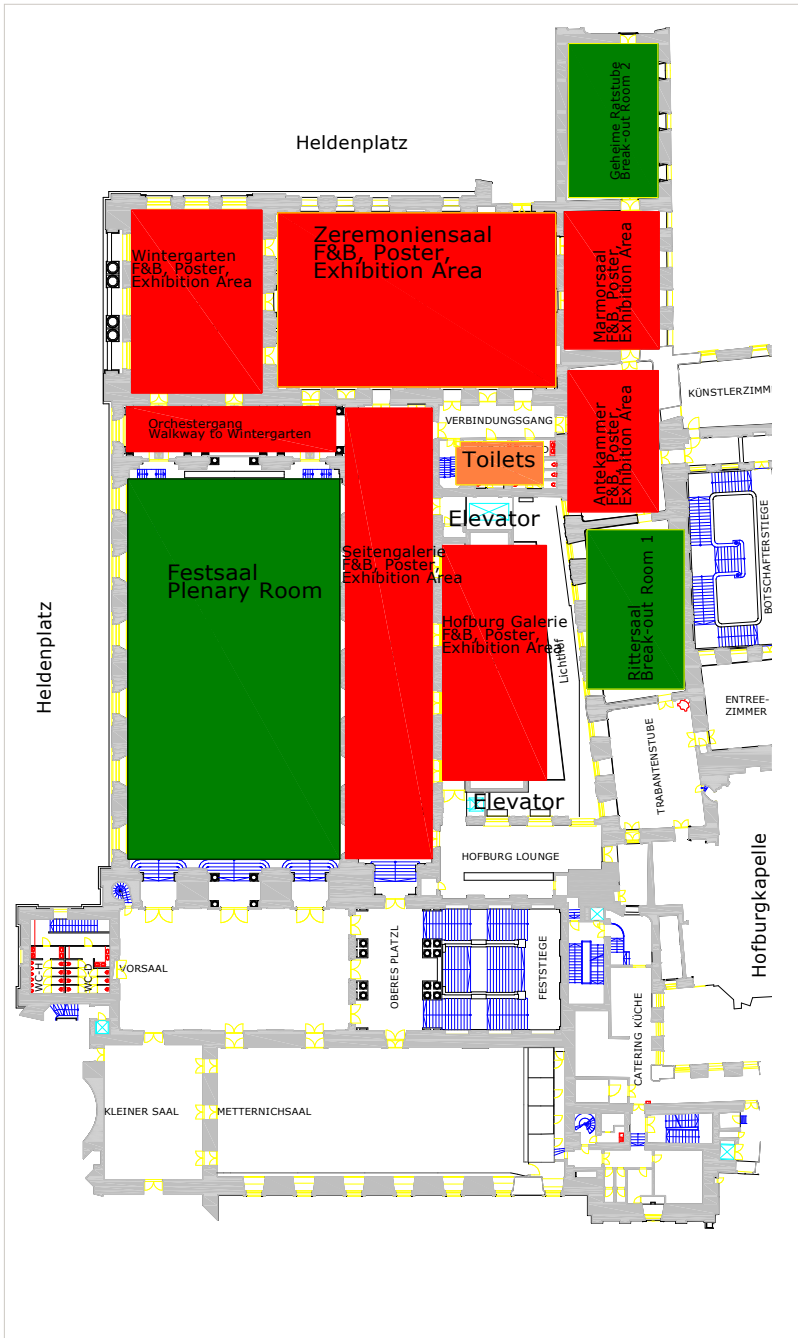 Geheime Ratstube
Break-out Room 2
Heldenplatz
Wintergarten
F&B, Poster,
Exhibition Area
Zeremoniensaal
F&B, Poster,
Exhibition Area
Marmorsaal
F&B, Poster,
Exhibition Area
KÜNSTLERZIMM
Orchestergang
Walkway to Wintergarten
VERBINDUNGSGANG
Antekammer
F&B, Poster,
Exhibition Area
Toilets
Elevator
Seitengalerie
F&B, Poster,
Exhibition Area
Festsaal
Plenary Room
Hofburg Galerie
F&B, Poster,
Exhibition Area
Lichthof
Rittersaal
Break-out Room 1
BOTSCHAFTERSTIEGE
Heldenplatz
ENTREE-
ZIMMER
TRABANTENSTUBE
Elevator
HOFBURG LOUNGE
Hofburgkapelle
WC-H
WC-D
VORSAAL
OBERES PLATZL
FESTSTIEGE
CATERING KÜCHE
KLEINER SAAL
METTERNICHSAAL